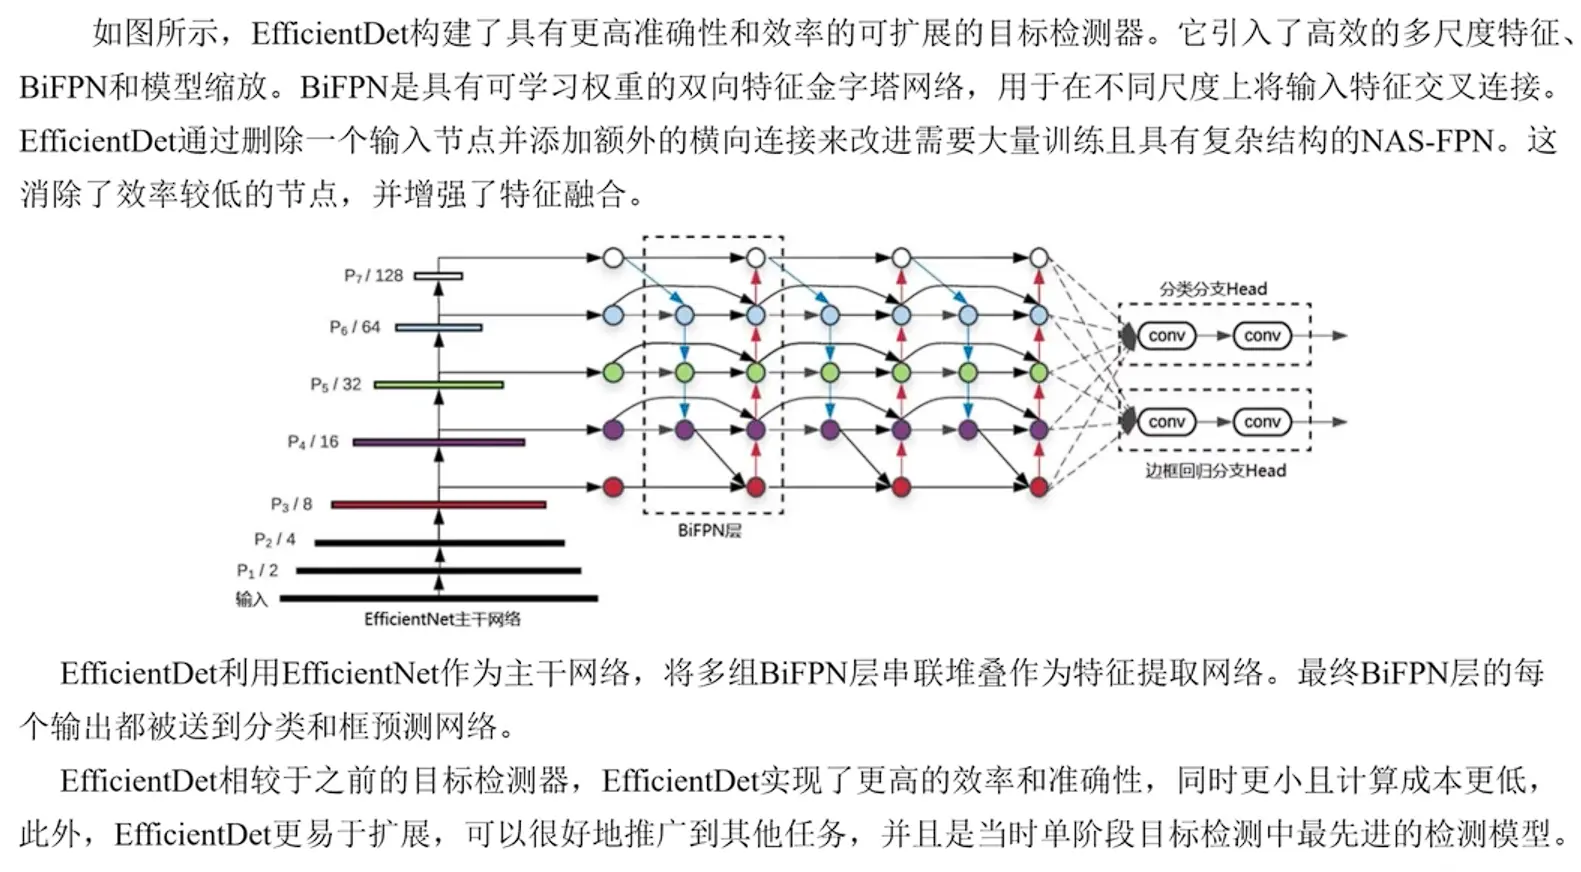 如图所示，EfficientDet构建了具有更高准确性和效率的可扩展的目标检测器。它引入了高效的多尺度特征、
BiFPN和模型缩放。BiFPN是具有可学习权重的双向特征金字塔网络，用于在不同尺度上将输入特征交叉连接。
EfficientDet通过删除一个输入节点并添加额外的横向连接来改进需要大量训练且具有复杂结构的NAS-FPN。这
消除了效率较低的节点，并增强了特征融合。
P7 / 128
分类分支Head
P6 / 64
conv
conv
P5 / 32
P4 / 16
conv
conv
边框回归分支Head
P3 / 8
BiFPN层
P2 / 4
P1 / 2
输入
EfficientNet主干网络
EfficientDet利用EfficientNet作为主干网络，将多组BiFPN层串联堆叠作为特征提取网络。最终BiFPN层的每
个输出都被送到分类和框预测网络。
EfficientDet相较于之前的目标检测器，EfficientDet实现了更高的效率和准确性，同时更小且计算成本更低，
此外，EfficientDet更易于扩展，可以很好地推广到其他任务，并且是当时单阶段目标检测中最先进的检测模型。